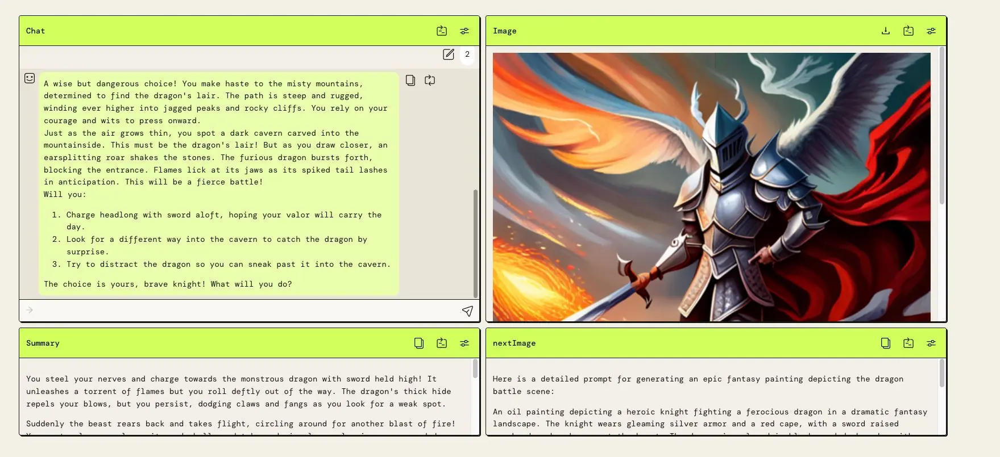 Chat
2
A wise but dangerous choice! You make haste to the misty mountains,
determined to find the dragon's lair. The path is steep and rugged,
winding ever higher into jagged peaks and rocky cliffs. You rely on your
courage and wits to press onward.
Just as the air grows thin, you spot a dark cavern carved into the
mountainside. This must be the dragon's lair! But as you draw closer, an
earsplitting roar shakes the stones. The furious dragon bursts forth,
blocking the entrance. Flames lick at its jaws as its spiked tail lashes
in anticipation. This will be a fierce battle!
Will you:
1. Charge headlong with sword aloft, hoping your valor will carry the
day.
2. Look for a different way into the cavern to catch the dragon by
surprise.
3. Try to distract the dragon so you can sneak past it into the cavern.
The choice is yours, brave knight! What will you do?
Image
Summary
You steel your nerves and charge towards the monstrous dragon with sword held high! It
unleashes a torrent of flames but you roll deftly out of the way. The dragon's thick hide
repels your blows, but you persist, dodging claws and fangs as you look for a weak spot.
Suddenly the beast rears back and takes flight, circling around for another blast of fire!
nextImage
Here is a detailed prompt for generating an epic fantasy painting depicting the dragon
battle scene:
An oil painting depicting a heroic knight fighting a ferocious dragon in a dramatic fantasy
landscape. The knight wears gleaming silver armor and a red cape, with a sword raised